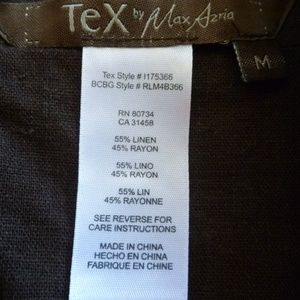 TeX by Max Azria
M
Tex Style # I175366
BCBG Style # RLM4B366
RN 80734
CA 31458
55% LINEN
45% RAYON
55% LINO
45% RAYON
55% LIN
45% RAYONNE
SEE REVERSE FOR
CARE INSTRUCTIONS
MADE IN CHINA
HECHO EN CHINA
FABRIQUE EN CHINE